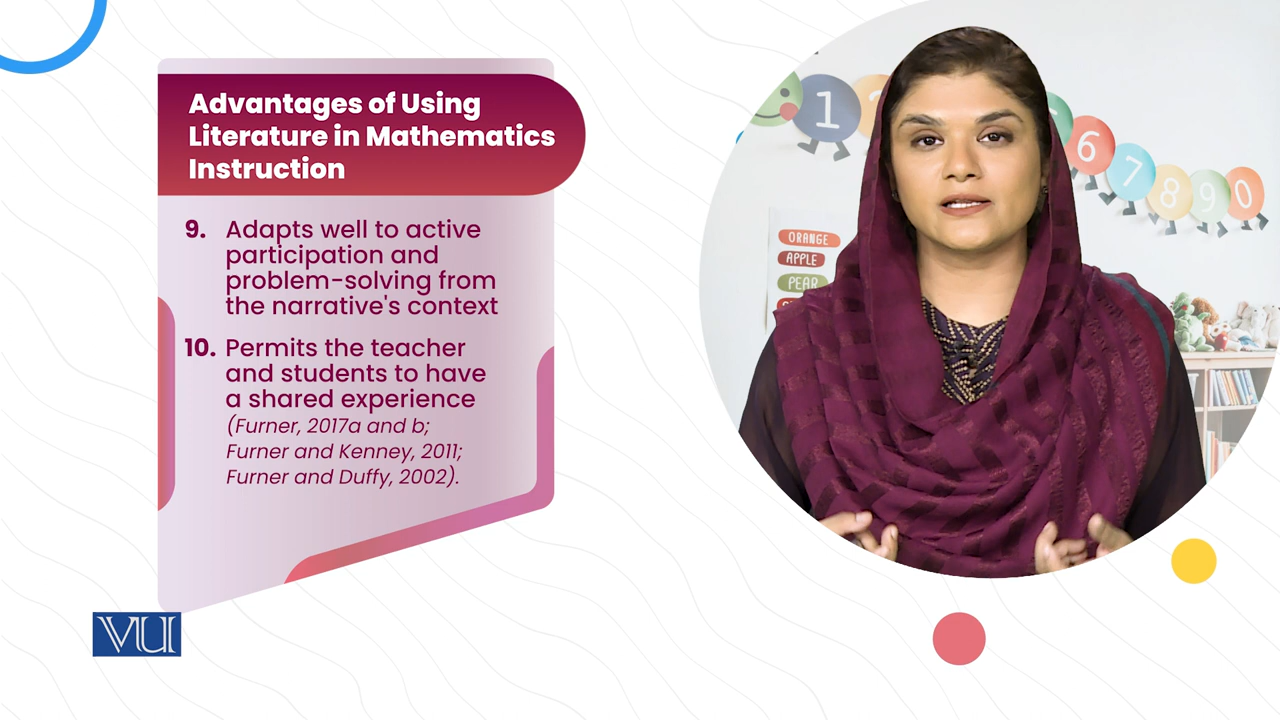 Advantages of Using
Literature in Mathematics
Instruction
9. Adapts well to active
participation and
problem-solving from
the narrative's context
10. Permits the teacher
and students to have
a shared experience
(Furner, 2017a and b;
Furner and Kenney, 2011;
Furner and Duffy, 2002).
VU
1
6
7
8
9
0
ORANGE
APPLE
PEAR